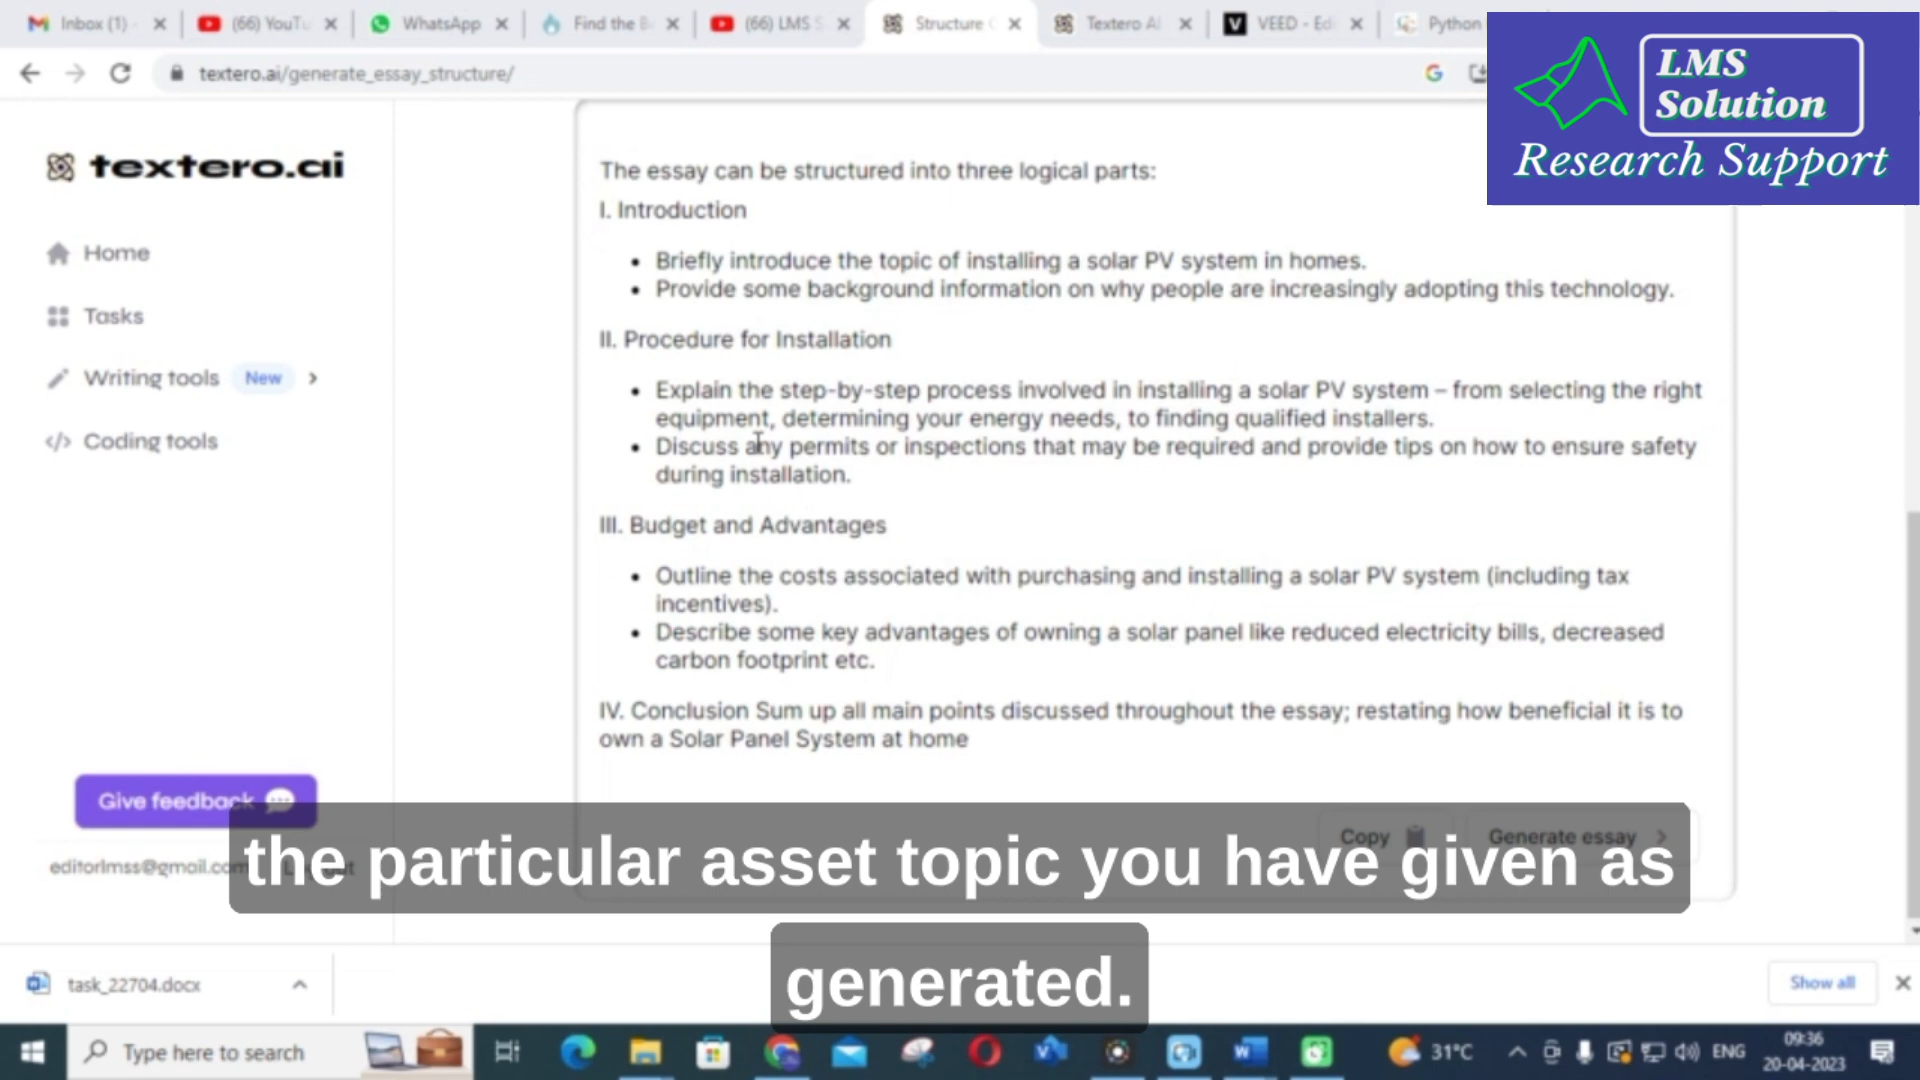 Inbox (1)
(66) YouTu
WhatsApp
Find the B
(66) LMS S
Structure
Textero AI
VEED - Edi
Python
textero.ai/generate_essay_structure/
LMS
Solution
Research Support
textero.ai
Home
Tasks
Writing tools New
Coding tools
The essay can be structured into three logical parts:
I. Introduction
• Briefly introduce the topic of installing a solar PV system in homes.
• Provide some background information on why people are increasingly adopting this technology.
II. Procedure for Installation
• Explain the step-by-step process involved in installing a solar PV system – from selecting the right
equipment, determining your energy needs, to finding qualified installers.
• Discuss any permits or inspections that may be required and provide tips on how to ensure safety
during installation.
III. Budget and Advantages
• Outline the costs associated with purchasing and installing a solar PV system (including tax
incentives).
• Describe some key advantages of owning a solar panel like reduced electricity bills, decreased
carbon footprint etc.
IV. Conclusion Sum up all main points discussed throughout the essay; restating how beneficial it is to
own a Solar Panel System at home
Give feedback
Copy
Generate essay
editorlmss@gmail.com
the particular asset topic you have given as
generated.
task_22704.docx
Show all
Type here to search
31°C
ENG
09:36
20-04-2023